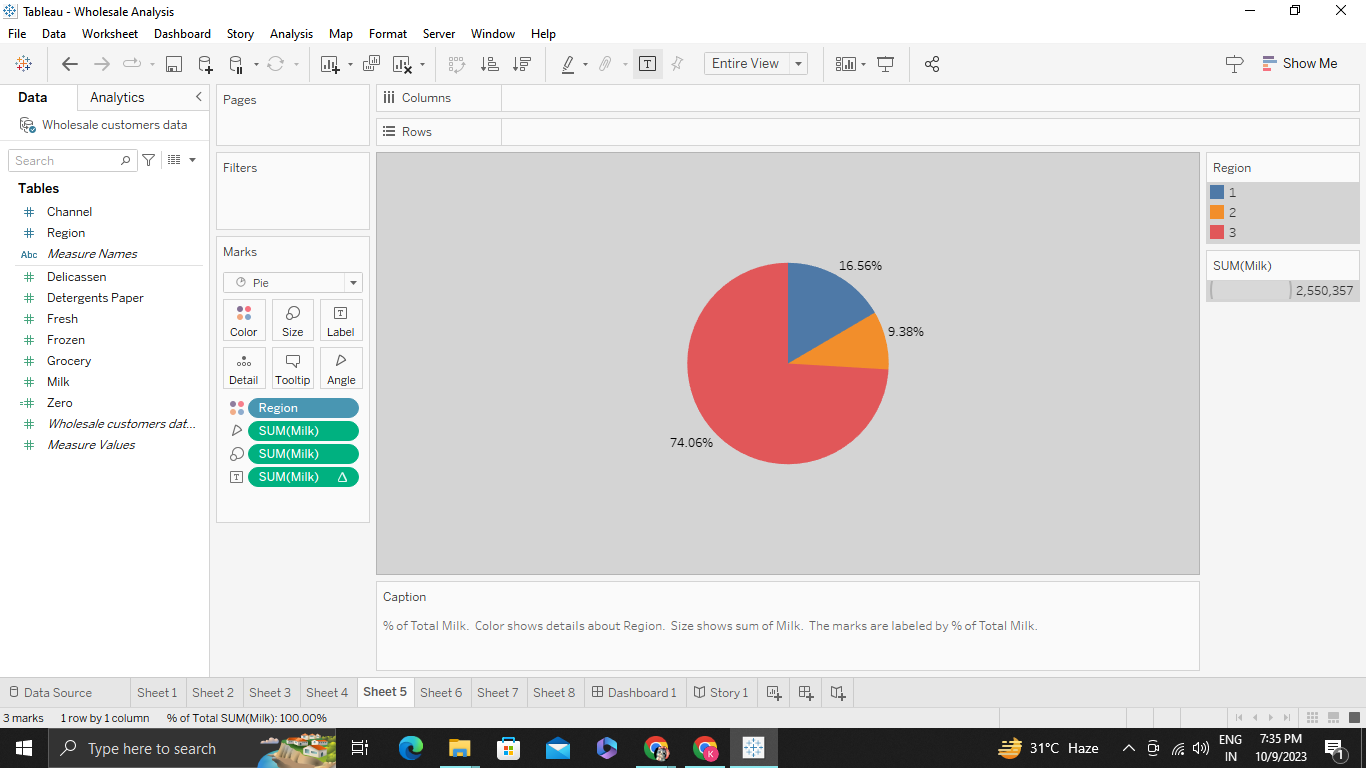 Tableau - Wholesale Analysis
File Data Worksheet Dashboard Story Analysis Map Format Server Window Help
Entire View
Show Me
Data Analytics
Wholesale customers data
Search
Tables
Channel
Region
Abc Measure Names
Delicassen
Detergents Paper
Fresh
Frozen
Grocery
Milk
Zero
Wholesale customers dat...
Measure Values
Pages
Filters
Marks
Pie
Color Size Label
Detail Tooltip Angle
Region
SUM(Milk)
SUM(Milk)
SUM(Milk)
Columns
Rows
16.56%
9.38%
74.06%
Caption
% of Total Milk. Color shows details about Region. Size shows sum of Milk. The marks are labeled by % of Total Milk.
Region
1
2
3
SUM(Milk)
2,550,357
Data Source Sheet 1 Sheet 2 Sheet 3 Sheet 4 Sheet 5 Sheet 6 Sheet 7 Sheet 8 Dashboard 1 Story 1
3 marks 1 row by 1 column % of Total SUM(Milk): 100.00%
Type here to search
31°C Haze
ENG
IN
7:35 PM
10/9/2023
1